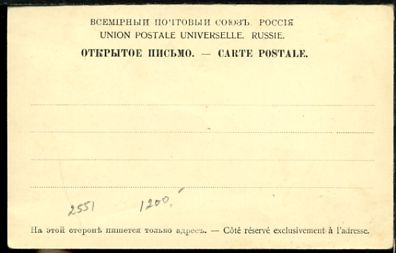 ВСЕМІРНЫЙ ПОЧТОВЫЙ СОЮЗЪ. РОССІЯ
UNION POSTALE UNIVERSELLE. RUSSIE.
ОТКРЫТОЕ ПИСЬМО. — CARTE POSTALE.
2551 1200.
На этой сторонѣ пишется только адресъ. — Côté réservé exclusivement à l'adresse.